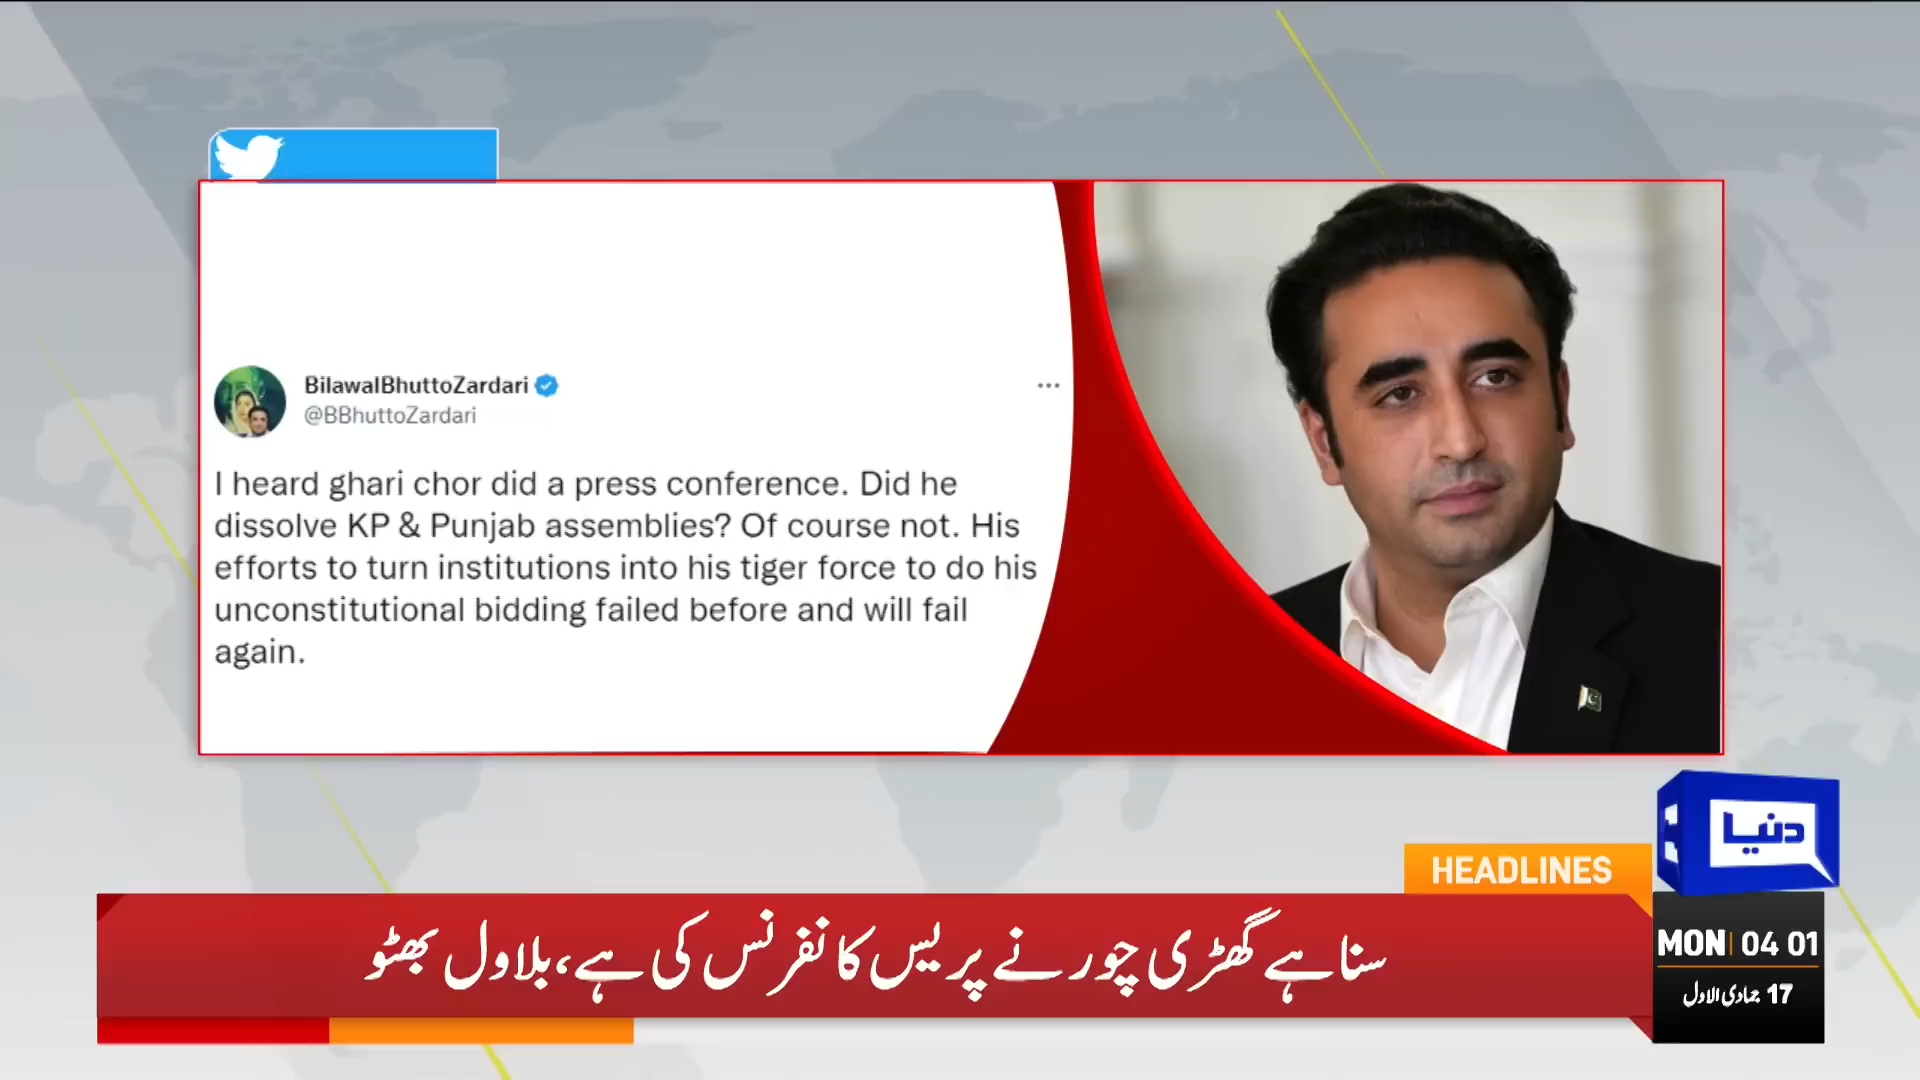 BilawalBhuttoZardari
@BBhuttoZardari
I heard ghari chor did a press conference. Did he
dissolve KP & Punjab assemblies? Of course not. His
efforts to turn institutions into his tiger force to do his
unconstitutional bidding failed before and will fail
again.
دنیا
HEADLINES
سنا ہے گھڑی چور نے پریس کانفرنس کی ہے، بلاول بھٹو
MON 04 01
17 جمادی الاول